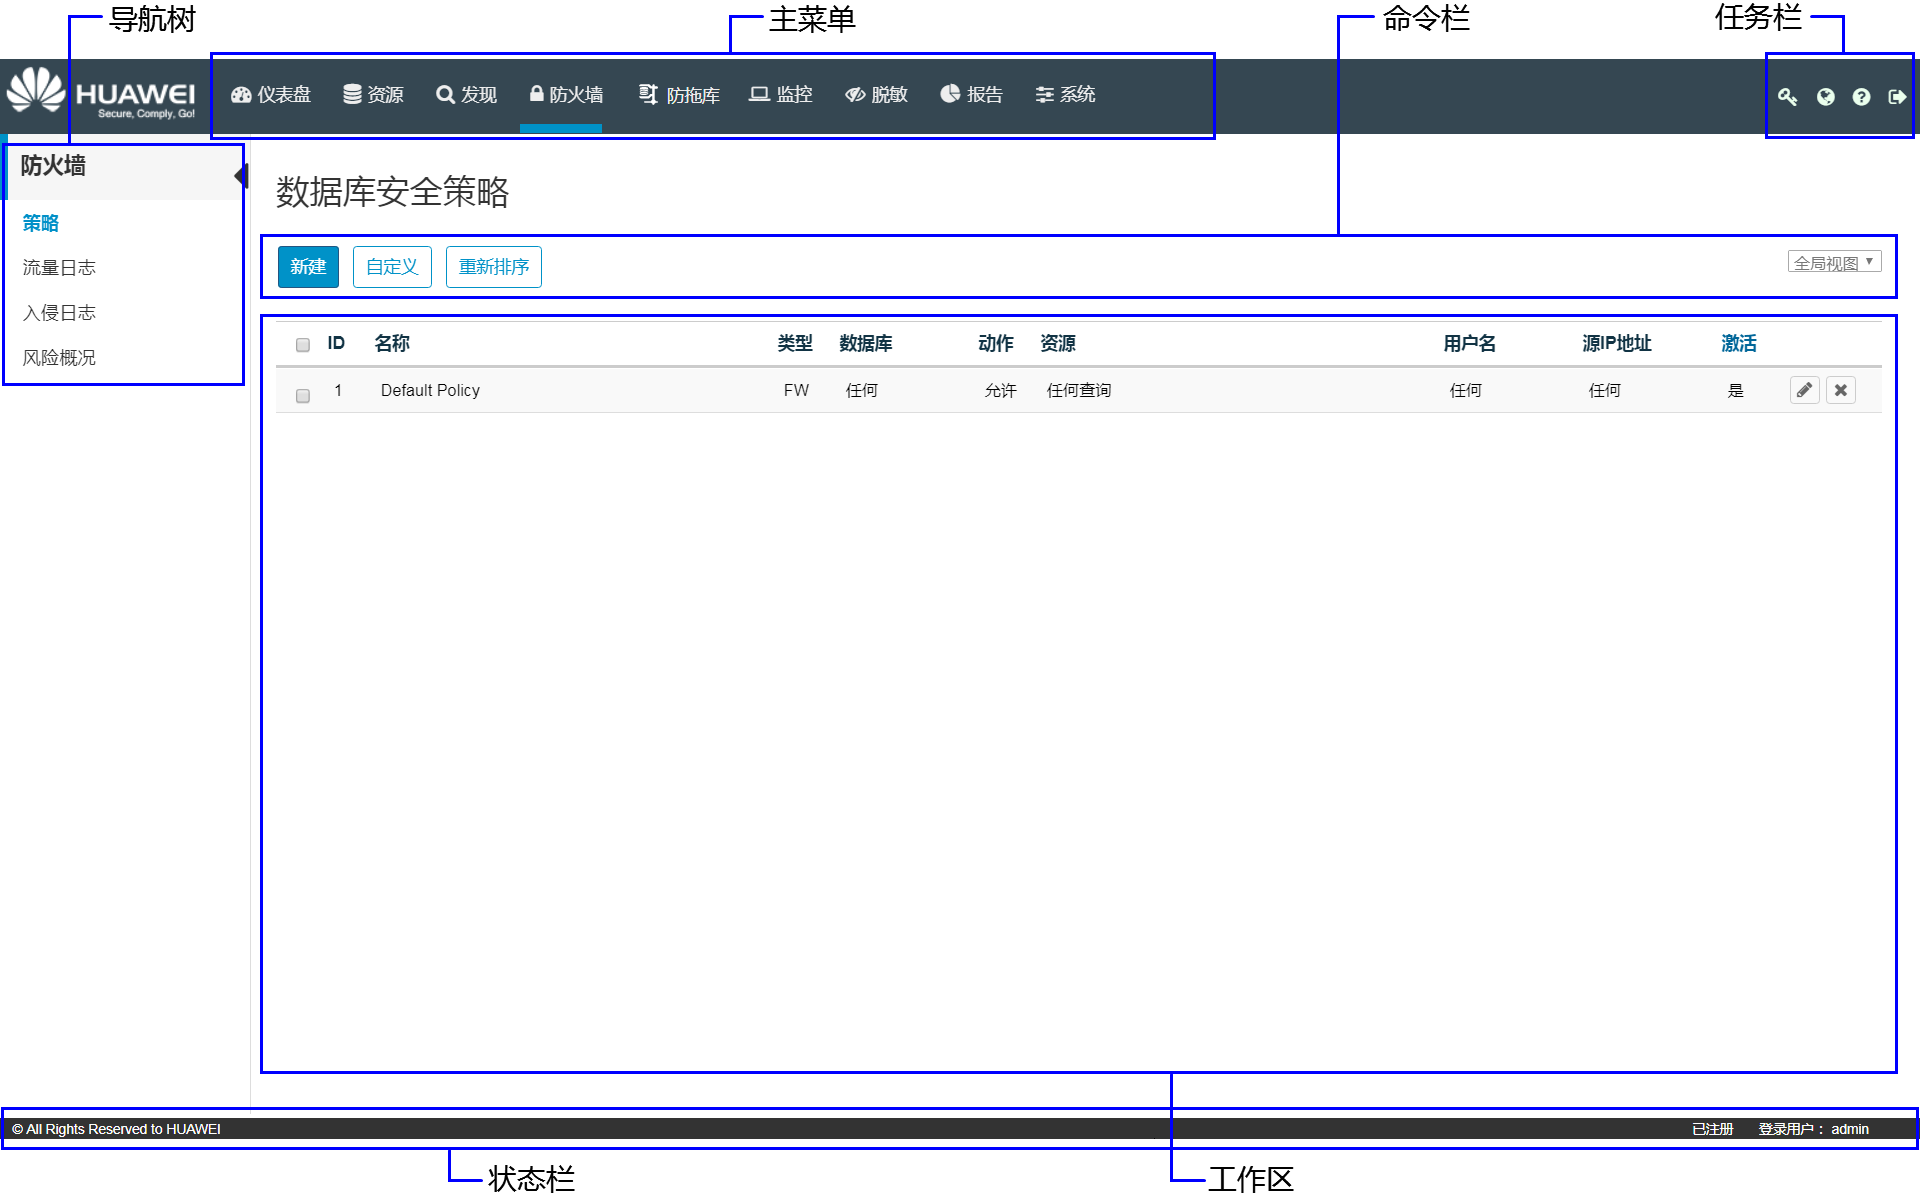 导航树
主菜单
命令栏
任务栏
HUAWEI
Secure, Comply, Go!
仪表盘
资源
发现
防火墙
防拖库
监控
脱敏
报告
系统
防火墙
策略
流量日志
入侵日志
风险概况
数据库安全策略
新建
自定义
重新排序
全局视图
ID 名称 类型 数据库 动作 资源 用户名 源IP地址 激活
1 Default Policy FW 任何 允许 任何查询 任何 任何 是
© All Rights Reserved to HUAWEI
已注册 登录用户： admin
状态栏
工作区